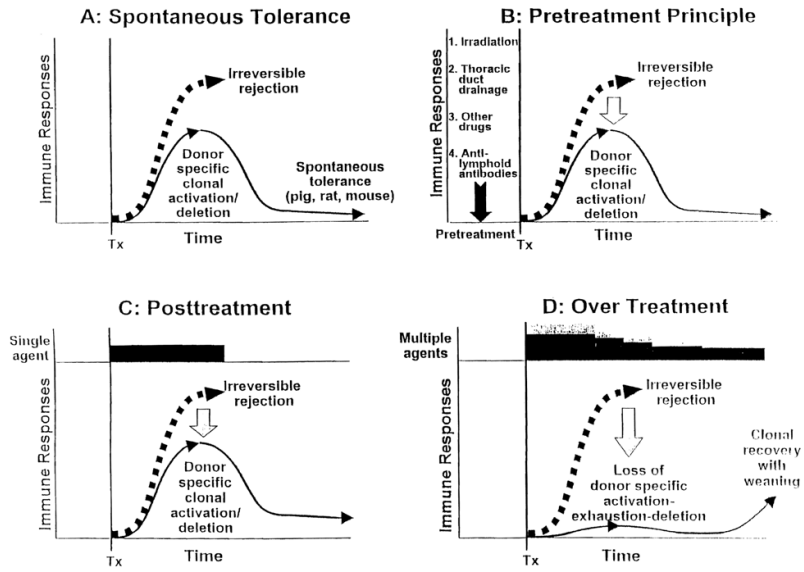 A: Spontaneous Tolerance
Immune Responses
Irreversible
rejection
Donor
specific
clonal
activation/
deletion
Spontaneous
tolerance
(pig, rat, mouse)
Tx
Time
B: Pretreatment Principle
Immune Responses
1. Irradiation
2. Thoracic
duct
drainage
3. Other
drugs
4. Anti-
lymphoid
antibodies
Pretreatment
Irreversible
rejection
Donor
specific
clonal
activation/
deletion
Tx
Time
C: Posttreatment
Single
agent
Immune Responses
Irreversible
rejection
Donor
specific
clonal
activation/
deletion
Tx
Time
D: Over Treatment
Multiple
agents
Immune Responses
Irreversible
rejection
Loss of
donor specific
activation-
exhaustion-deletion
Clonal
recovery
with
weaning
Tx
Time